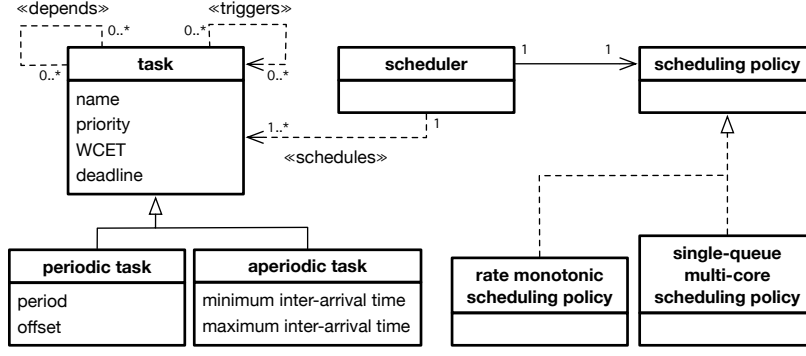 «depends»
«triggers»
0..*
0..*
0..*
0..*
task
name
priority
WCET
deadline
scheduler
1
1
scheduling policy
1..*
1
«schedules»
periodic task
period
offset
aperiodic task
minimum inter-arrival time
maximum inter-arrival time
rate monotonic
scheduling policy
single-queue
multi-core
scheduling policy